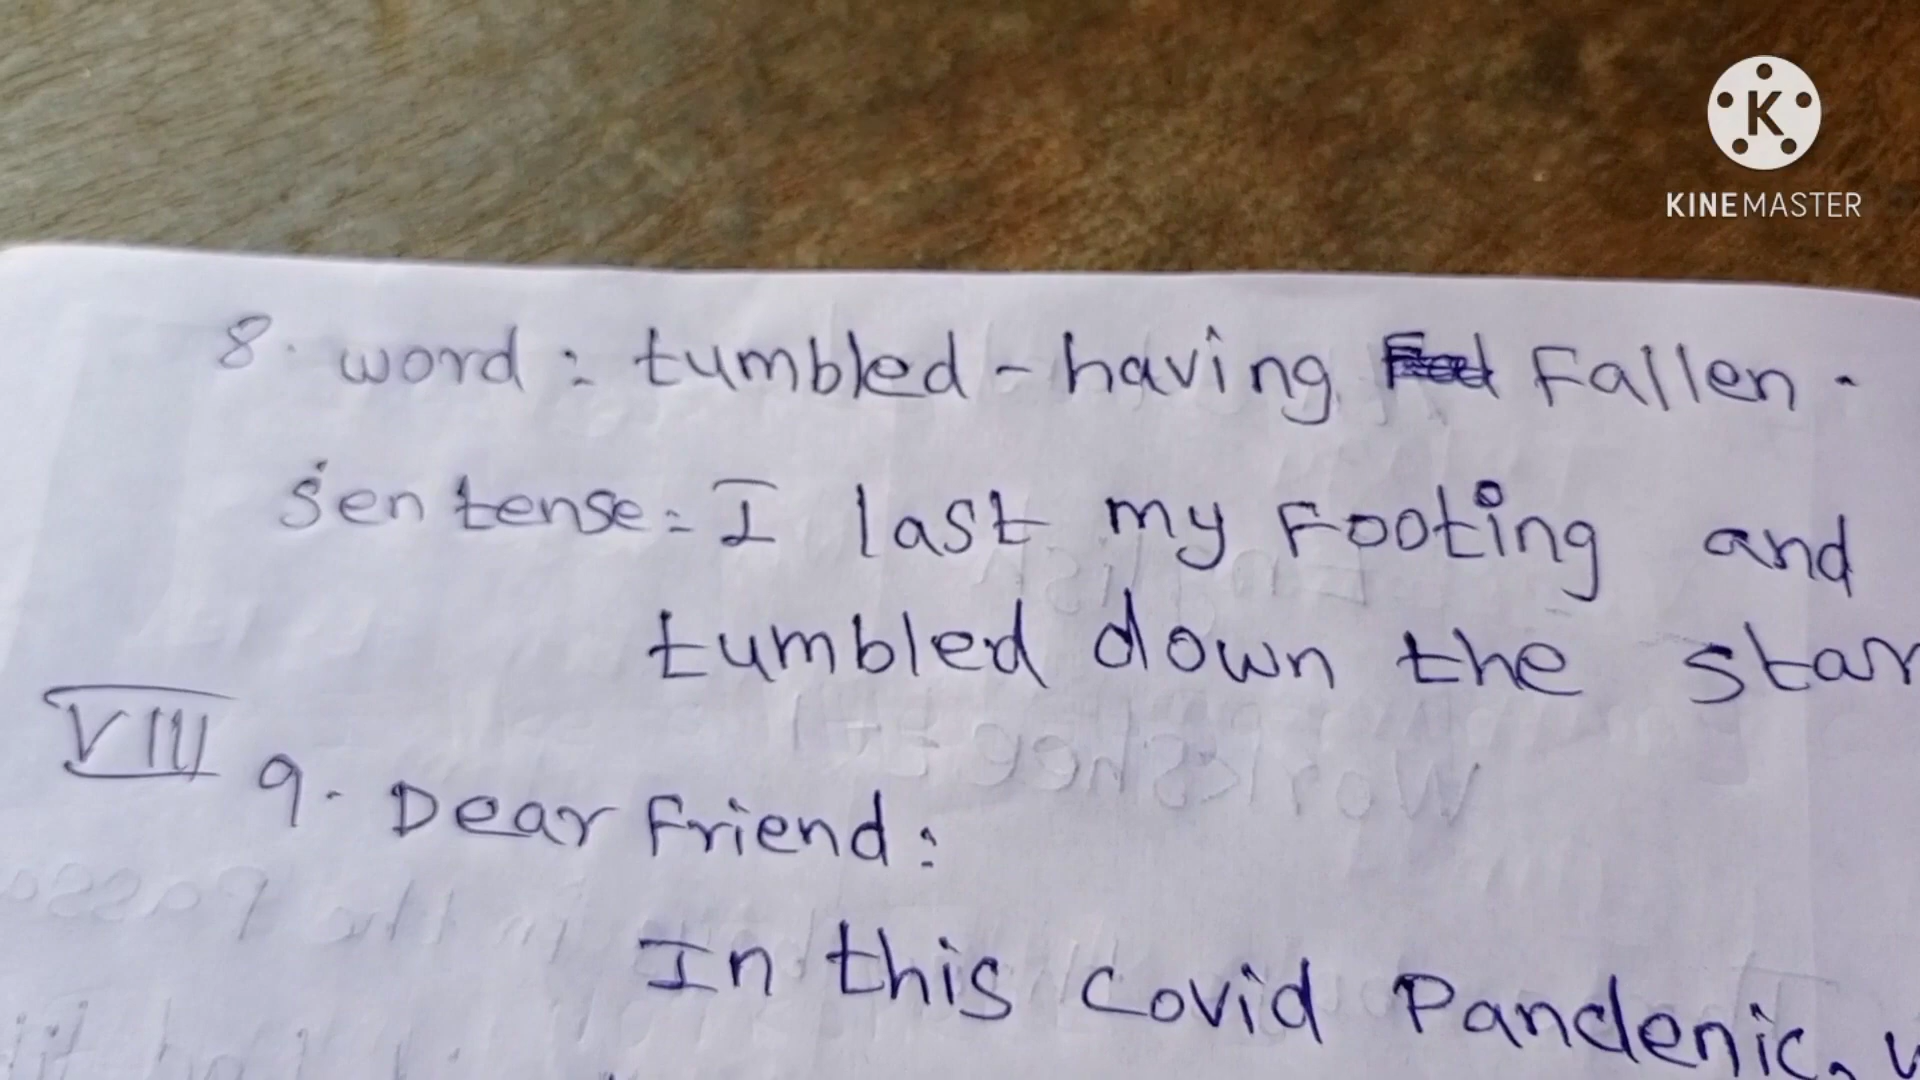 K
KINEMASTER
8. word : tumbled - having Fallen.
sentense:- I last my Footing and
tumbled down the
VIII
9. Dear Friend :
In this Covid Pandenic,